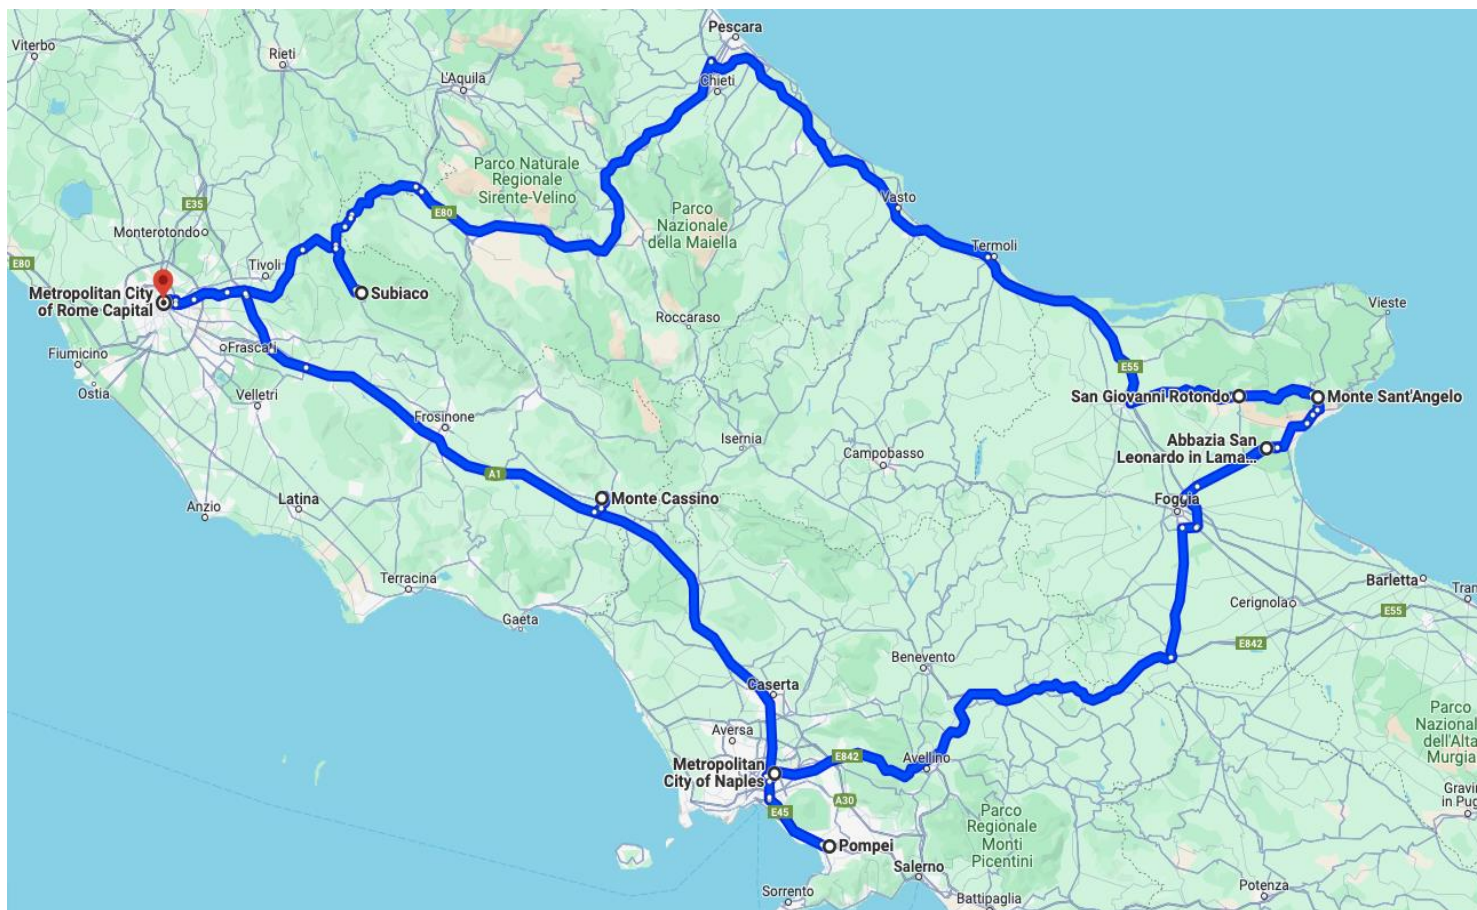 Pescara
Viterbo
Rieti
L'Aquila
Chieti
Parco Naturale
Regionale
Sirente-Velino
E35
E80
Parco
Nazionale
della Maiella
Vasto
Monterotondo
Termoli
E80
Tivoli
Metropolitan City
of Rome Capital
Subiaco
Vieste
Roccaraso
Frascati
Fiumicino
E55
Ostia
Velletri
San Giovanni Rotondo
Monte Sant'Angelo
Frosinone
Isernia
Abbazia San
Leonardo in Lama...
Campobasso
A1
Latina
Monte Cassino
Foggia
Anzio
Terracina
Barletta
Tran
Gaeta
Cerignola
E55
E842
Benevento
Caserta
Parco
Nazional
dell'Alta
Murgia
Aversa
E842
Avellino
Metropolitan
City of Naples
A30
Gravin
in Pug
E45
Parco
Regionale
Monti
Picentini
Pompei
Salerno
Sorrento
Battipaglia
Potenza